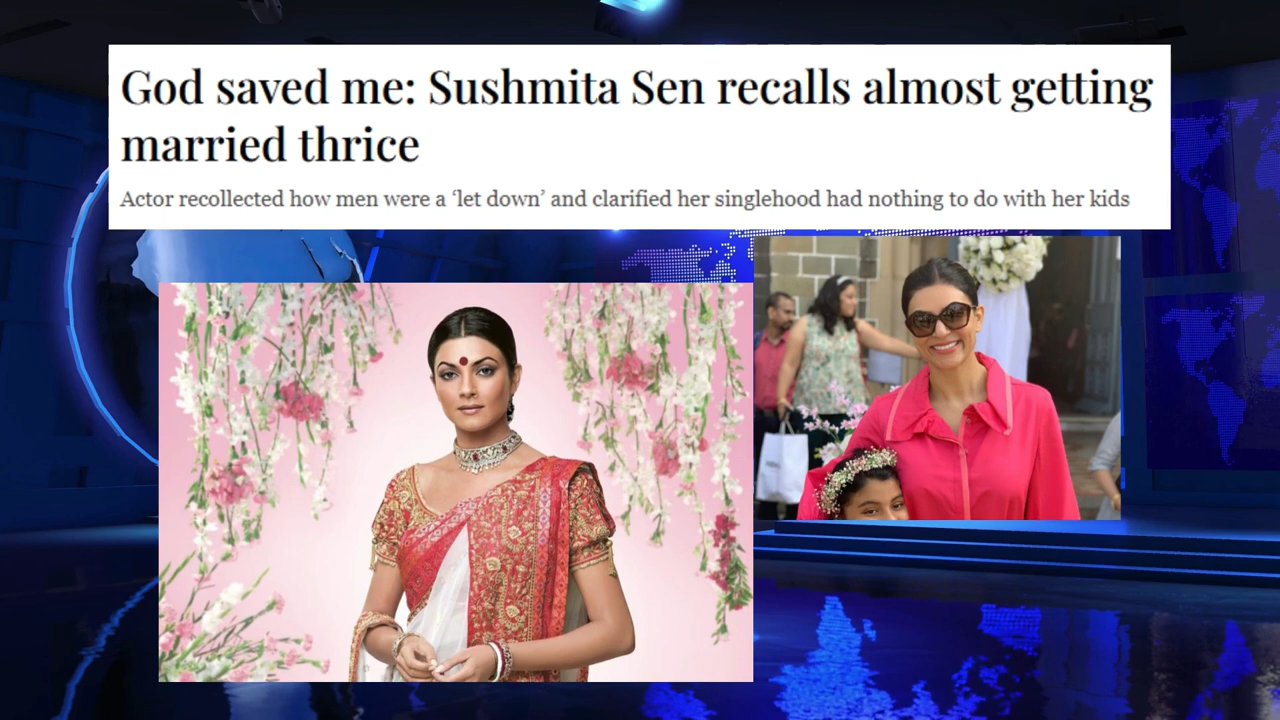 God saved me: Sushmita Sen recalls almost getting
married thrice
Actor recollected how men were a ‘let down’ and clarified her singlehood had nothing to do with her kids